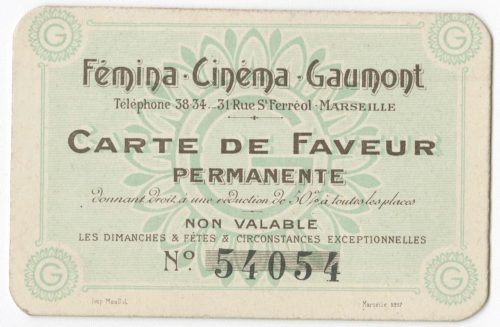 Fémina · Cinéma · Gaumont
Téléphone 38-34 _ 31 Rue St Ferréol · MARSEILLE
CARTE DE FAVEUR
PERMANENTE
donnant droit à une réduction de 50% à toutes les places
NON VALABLE
LES DIMANCHES & FÊTES & CIRCONSTANCES EXCEPTIONNELLES
No. 54054
Imp
Marseille
G
G
G
G
G